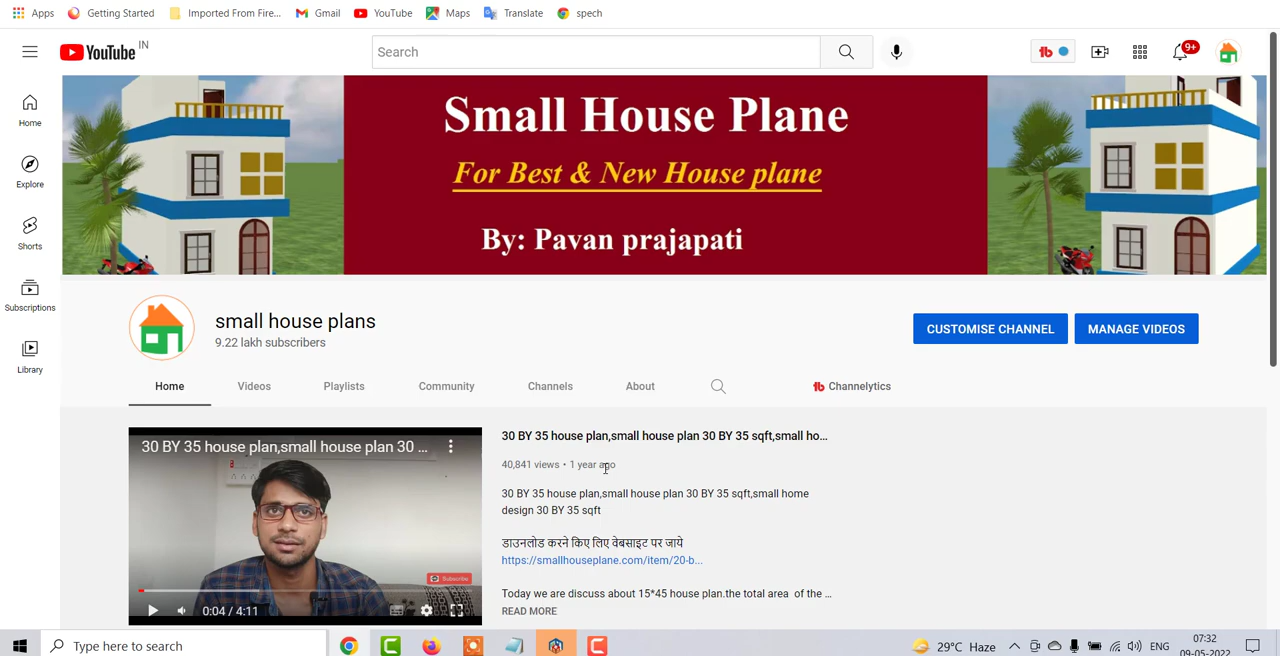 Apps Getting Started Imported From Fire... Gmail YouTube Maps Translate spech
YouTube IN
Search
9+
Home
Explore
Shorts
Subscriptions
Library
Small House Plane
For Best & New House plane
By: Pavan prajapati
small house plans
9.22 lakh subscribers
CUSTOMISE CHANNEL MANAGE VIDEOS
Home Videos Playlists Community Channels About tb Channelytics
30 BY 35 house plan,small house plan 30 ...
Subscribe
0:04 / 4:11
30 BY 35 house plan,small house plan 30 BY 35 sqft,small ho...
40,841 views • 1 year ago
30 BY 35 house plan,small house plan 30 BY 35 sqft,small home
design 30 BY 35 sqft
डाउनलोड करने किए लिए वेबसाइट पर जाये
https://smallhouseplane.com/item/20-b...
Today we are discuss about 15*45 house plan.the total area of the ...
READ MORE
Type here to search
29°C Haze ENG 07:32
09-05-2022